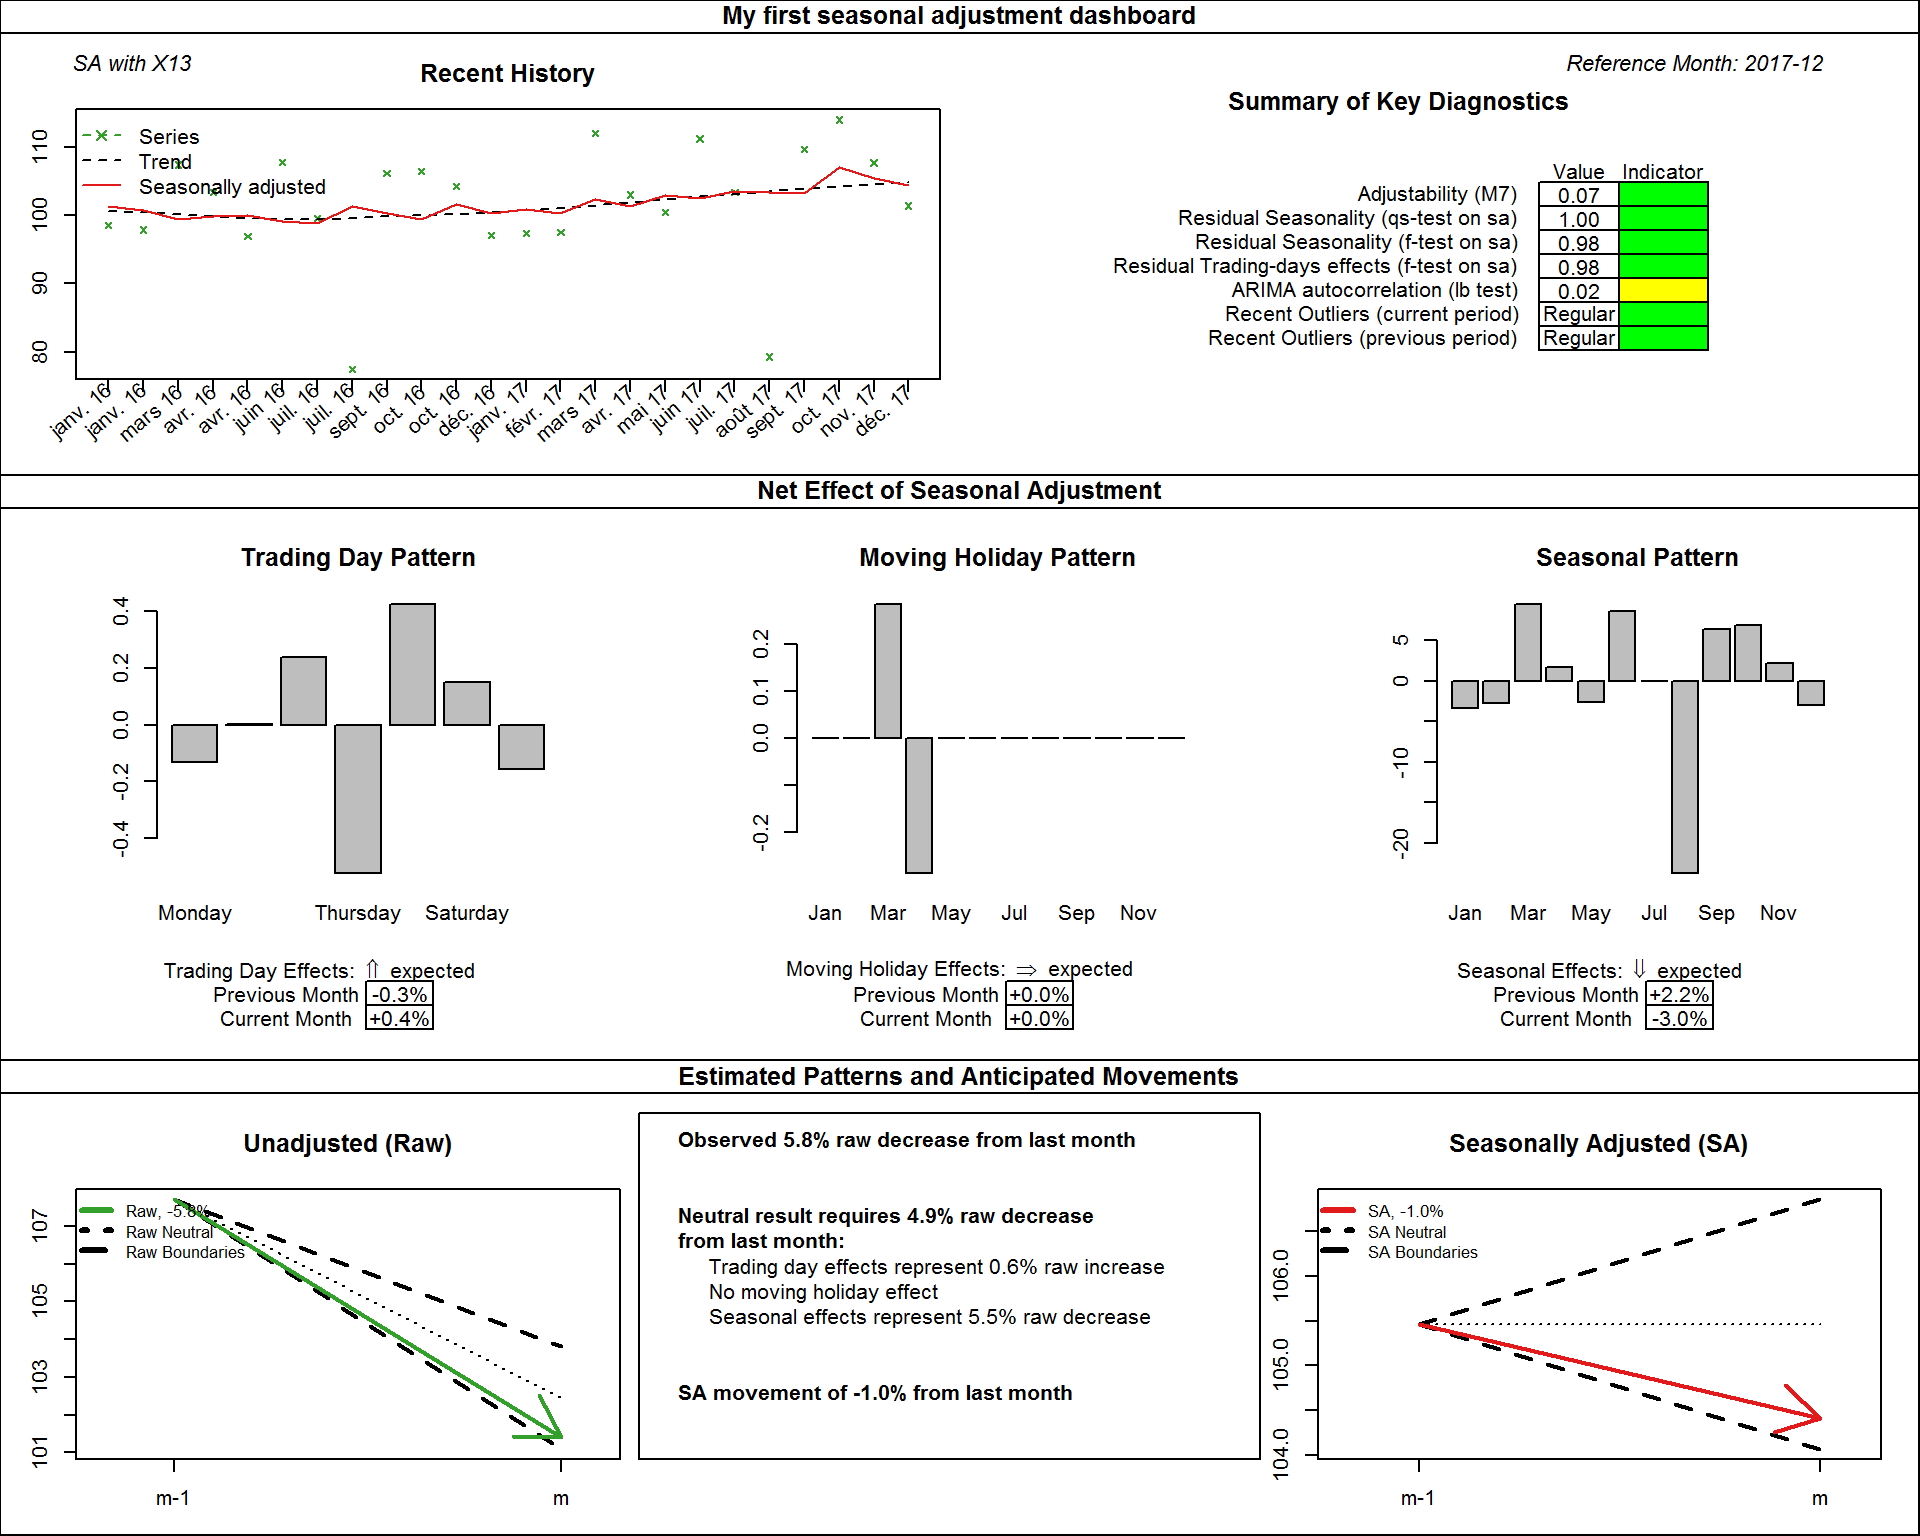 My first seasonal adjustment dashboard
SA with X13
Reference Month: 2017-12
Recent History
Series
Trend
Seasonally adjusted
110
100
90
80
janv. 16
janv. 16
mars 16
avr. 16
avr. 16
juin 16
juil. 16
juil. 16
sept. 16
oct. 16
oct. 16
déc. 16
janv. 17
févr. 17
mars 17
avr. 17
mai 17
juin 17
juil. 17
août 17
sept. 17
oct. 17
nov. 17
déc. 17
Summary of Key Diagnostics
Value Indicator
Adjustability (M7) 0.07
Residual Seasonality (qs-test on sa) 1.00
Residual Seasonality (f-test on sa) 0.98
Residual Trading-days effects (f-test on sa) 0.98
ARIMA autocorrelation (lb test) 0.02
Recent Outliers (current period) Regular
Recent Outliers (previous period) Regular
Net Effect of Seasonal Adjustment
Trading Day Pattern
0.4
0.2
0.0
-0.2
-0.4
Monday Thursday Saturday
Trading Day Effects: ⇑ expected
Previous Month -0.3%
Current Month +0.4%
Moving Holiday Pattern
0.2
0.1
0.0
-0.2
Jan Mar May Jul Sep Nov
Moving Holiday Effects: ⇒ expected
Previous Month +0.0%
Current Month +0.0%
Seasonal Pattern
5
0
-10
-20
Jan Mar May Jul Sep Nov
Seasonal Effects: ⇓ expected
Previous Month +2.2%
Current Month -3.0%
Estimated Patterns and Anticipated Movements
Unadjusted (Raw)
Raw, -5.8%
Raw Neutral
Raw Boundaries
107
105
103
101
m-1 m
Observed 5.8% raw decrease from last month
Neutral result requires 4.9% raw decrease
from last month:
Trading day effects represent 0.6% raw increase
No moving holiday effect
Seasonal effects represent 5.5% raw decrease
SA movement of -1.0% from last month
Seasonally Adjusted (SA)
SA, -1.0%
SA Neutral
SA Boundaries
106.0
105.0
104.0
m-1 m